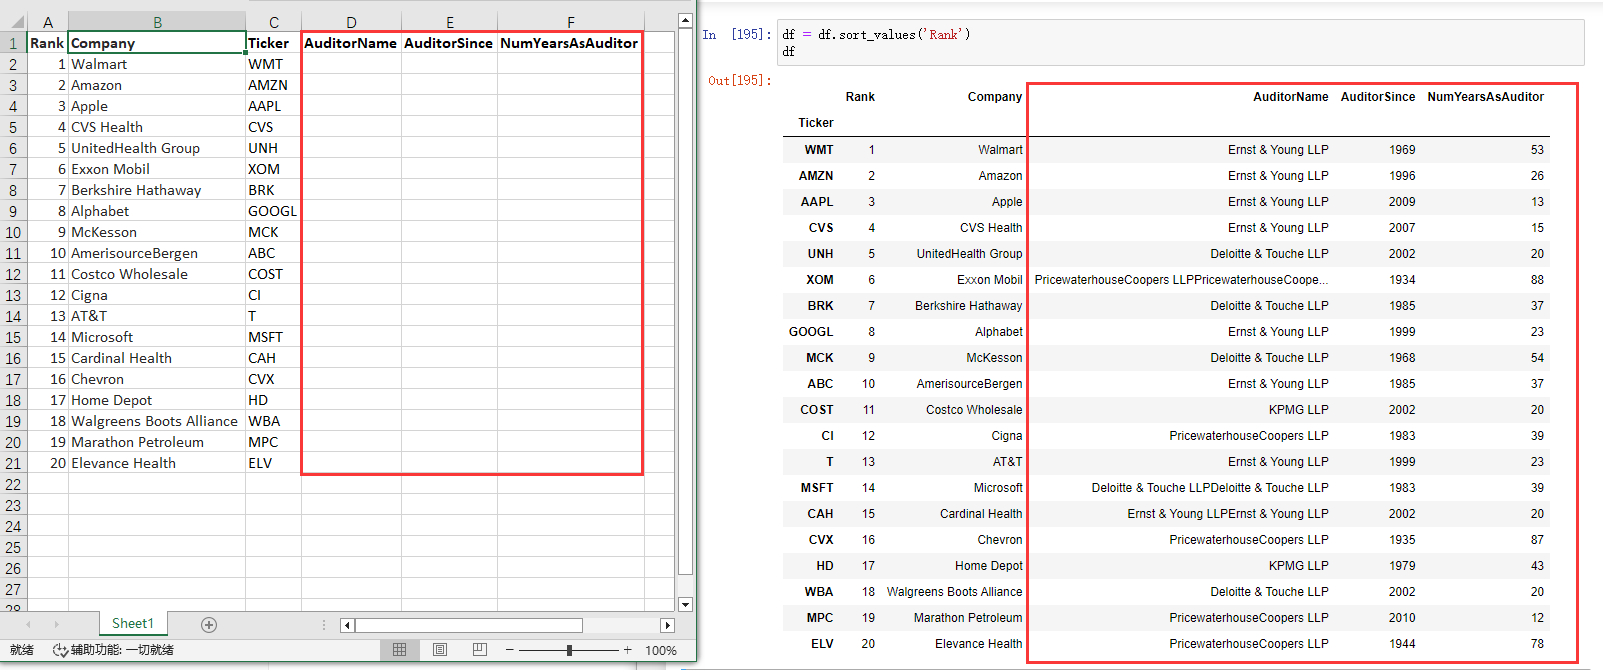 A B C D E F
1 Rank Company Ticker AuditorName AuditorSince NumYearsAsAuditor
2 1 Walmart WMT
3 2 Amazon AMZN
4 3 Apple AAPL
5 4 CVS Health CVS
6 5 UnitedHealth Group UNH
7 6 Exxon Mobil XOM
8 7 Berkshire Hathaway BRK
9 8 Alphabet GOOGL
10 9 McKesson MCK
11 10 AmerisourceBergen ABC
12 11 Costco Wholesale COST
13 12 Cigna CI
14 13 AT&T T
15 14 Microsoft MSFT
16 15 Cardinal Health CAH
17 16 Chevron CVX
18 17 Home Depot HD
19 18 Walgreens Boots Alliance WBA
20 19 Marathon Petroleum MPC
21 20 Elevance Health ELV
22
23
24
25
26
27
28
Sheet1
就绪 辅助功能: 一切就绪 100%
In [195]: df = df.sort_values('Rank')
df
Out[195]:
Rank Company AuditorName AuditorSince NumYearsAsAuditor
Ticker
WMT 1 Walmart Ernst & Young LLP 1969 53
AMZN 2 Amazon Ernst & Young LLP 1996 26
AAPL 3 Apple Ernst & Young LLP 2009 13
CVS 4 CVS Health Ernst & Young LLP 2007 15
UNH 5 UnitedHealth Group Deloitte & Touche LLP 2002 20
XOM 6 Exxon Mobil PricewaterhouseCoopers LLPPricewaterhouseCoope... 1934 88
BRK 7 Berkshire Hathaway Deloitte & Touche LLP 1985 37
GOOGL 8 Alphabet Ernst & Young LLP 1999 23
MCK 9 McKesson Deloitte & Touche LLP 1968 54
ABC 10 AmerisourceBergen Ernst & Young LLP 1985 37
COST 11 Costco Wholesale KPMG LLP 2002 20
CI 12 Cigna PricewaterhouseCoopers LLP 1983 39
T 13 AT&T Ernst & Young LLP 1999 23
MSFT 14 Microsoft Deloitte & Touche LLPDeloitte & Touche LLP 1983 39
CAH 15 Cardinal Health Ernst & Young LLPErnst & Young LLP 2002 20
CVX 16 Chevron PricewaterhouseCoopers LLP 1935 87
HD 17 Home Depot KPMG LLP 1979 43
WBA 18 Walgreens Boots Alliance Deloitte & Touche LLP 2002 20
MPC 19 Marathon Petroleum PricewaterhouseCoopers LLP 2010 12
ELV 20 Elevance Health PricewaterhouseCoopers LLP 1944 78